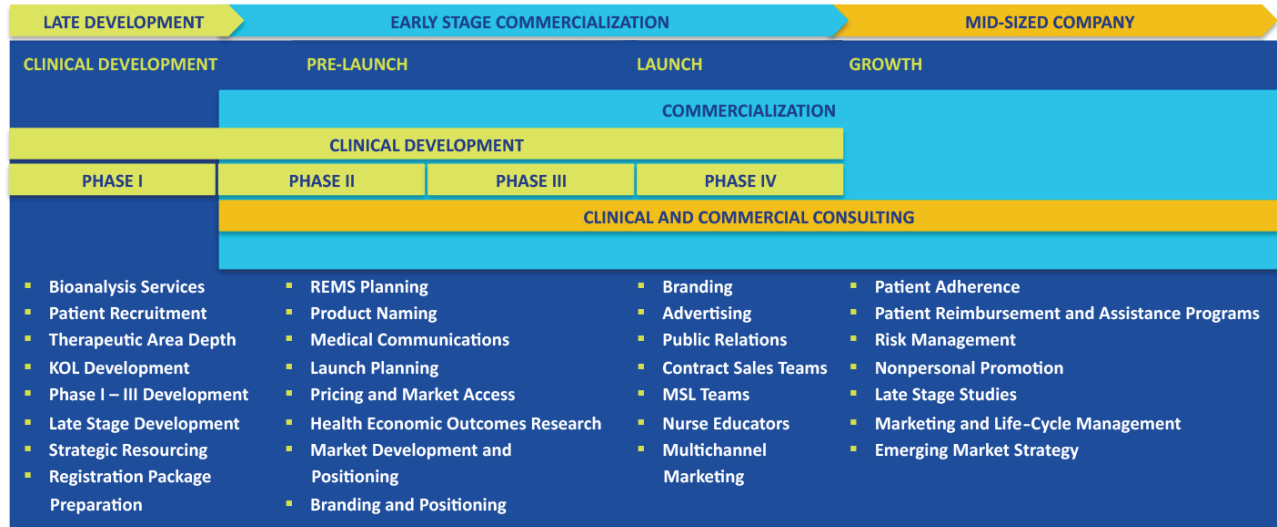 LATE DEVELOPMENT
EARLY STAGE COMMERCIALIZATION
MID-SIZED COMPANY
CLINICAL DEVELOPMENT
PRE-LAUNCH
LAUNCH
GROWTH
COMMERCIALIZATION
CLINICAL DEVELOPMENT
PHASE I
PHASE II
PHASE III
PHASE IV
CLINICAL AND COMMERCIAL CONSULTING
▪ Bioanalysis Services
▪ Patient Recruitment
▪ Therapeutic Area Depth
▪ KOL Development
▪ Phase I – III Development
▪ Late Stage Development
▪ Strategic Resourcing
▪ Registration Package
Preparation
▪ REMS Planning
▪ Product Naming
▪ Medical Communications
▪ Launch Planning
▪ Pricing and Market Access
▪ Health Economic Outcomes Research
▪ Market Development and
Positioning
▪ Branding and Positioning
▪ Branding
▪ Advertising
▪ Public Relations
▪ Contract Sales Teams
▪ MSL Teams
▪ Nurse Educators
▪ Multichannel
Marketing
▪ Patient Adherence
▪ Patient Reimbursement and Assistance Programs
▪ Risk Management
▪ Nonpersonal Promotion
▪ Late Stage Studies
▪ Marketing and Life-Cycle Management
▪ Emerging Market Strategy